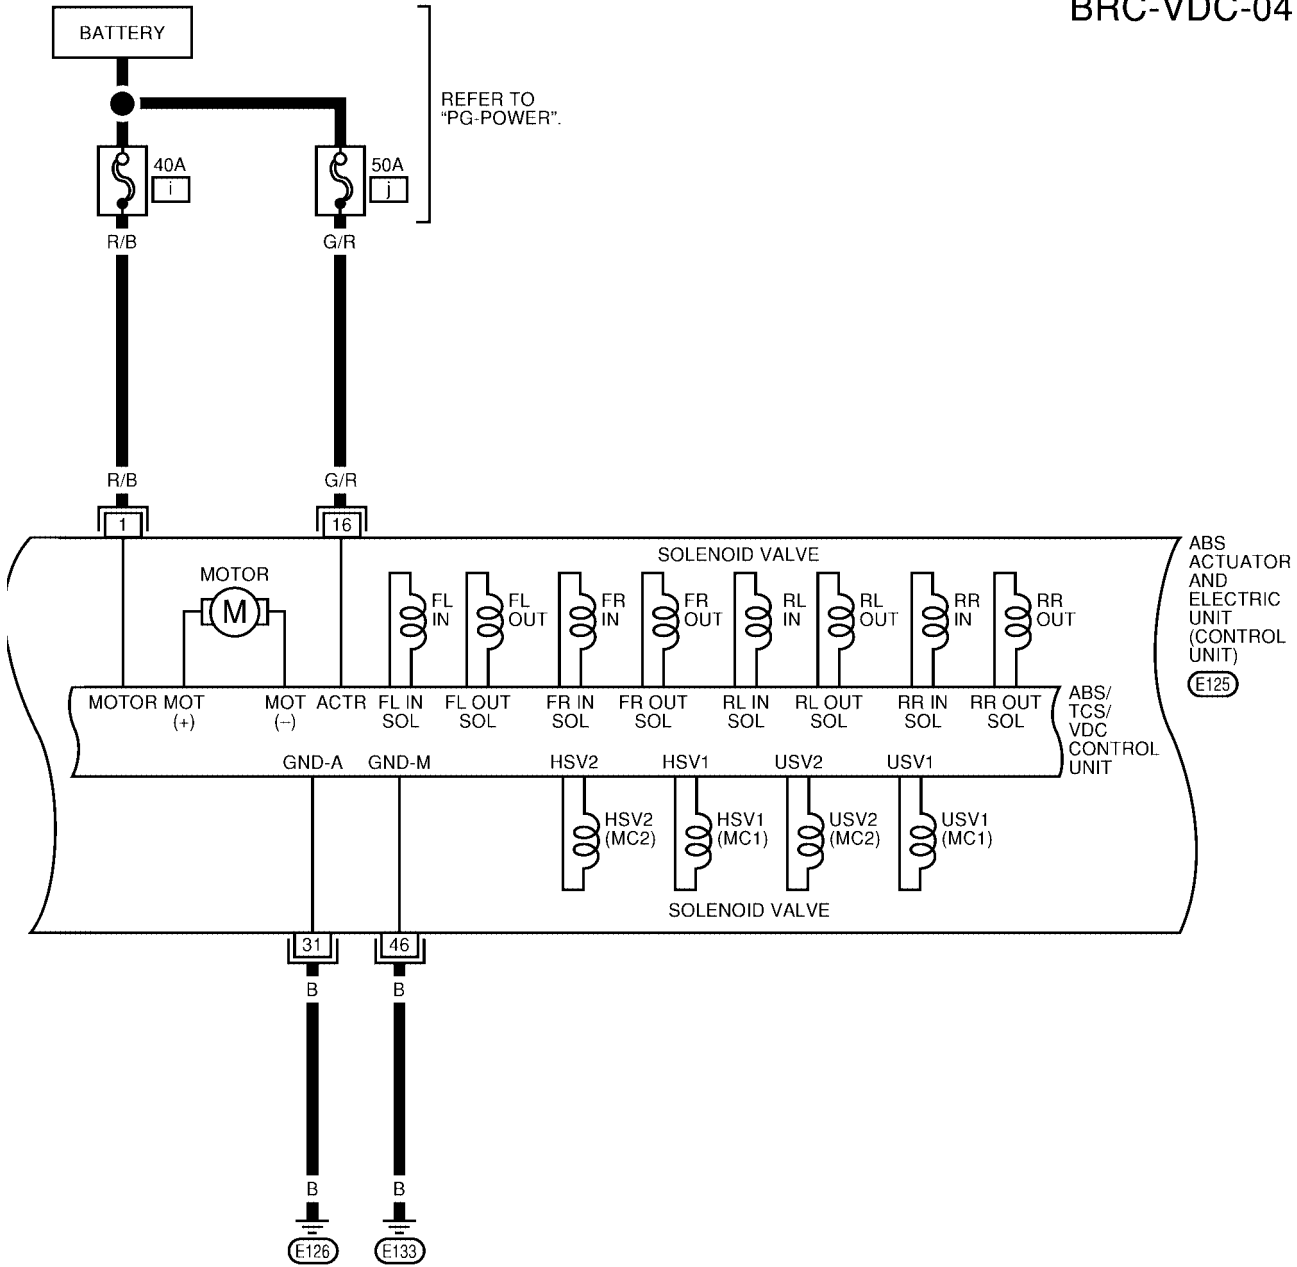 BRC-VDC-04
BATTERY
REFER TO
“PG-POWER”.
40A
i
50A
j
R/B
G/R
R/B
G/R
1
16
SOLENOID VALVE
MOTOR
M
FL
IN
FL
OUT
FR
IN
FR
OUT
RL
IN
RL
OUT
RR
IN
RR
OUT
ABS
ACTUATOR
AND
ELECTRIC
UNIT
(CONTROL
UNIT)
E125
MOTOR
MOT
(+)
MOT
(–)
ACTR
FL IN
SOL
FL OUT
SOL
FR IN
SOL
FR OUT
SOL
RL IN
SOL
RL OUT
SOL
RR IN
SOL
RR OUT
SOL
ABS/
TCS/
VDC
CONTROL
UNIT
GND-A
GND-M
HSV2
HSV1
USV2
USV1
HSV2
(MC2)
HSV1
(MC1)
USV2
(MC2)
USV1
(MC1)
SOLENOID VALVE
31
46
B
B
B
B
E126
E133